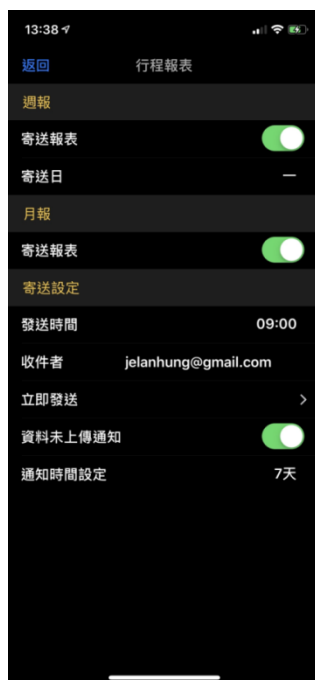 13:38
返回 行程報表
週報
寄送報表
寄送日 一
月報
寄送報表
寄送設定
發送時間 09:00
收件者 jelanhung@gmail.com
立即發送
資料未上傳通知
通知時間設定 7天